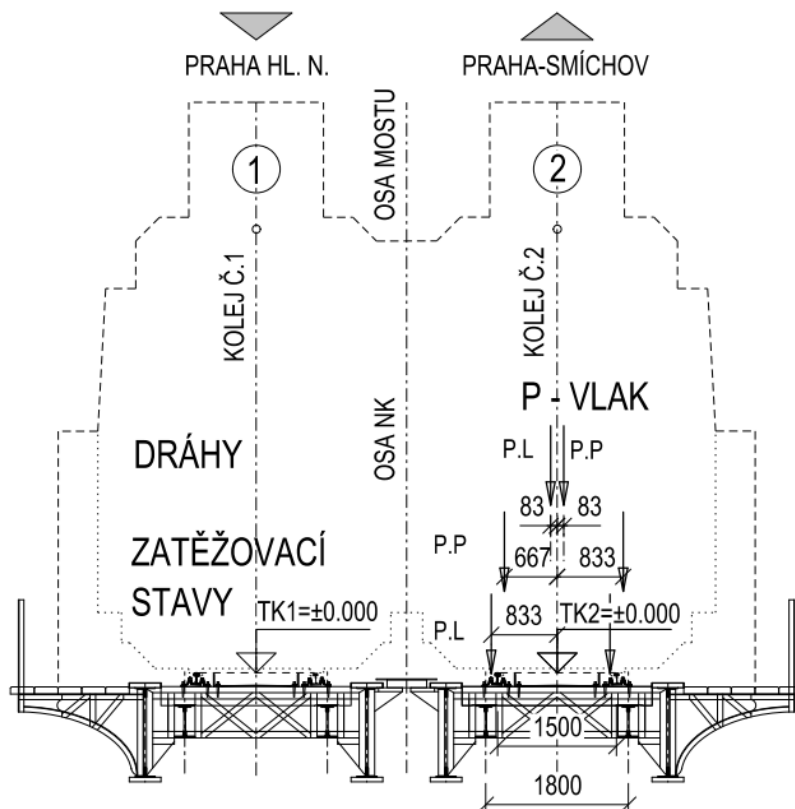 PRAHA HL. N.
PRAHA-SMÍCHOV
1
2
OSA MOSTU
KOLEJ Č.1
KOLEJ Č.2
OSA NK
P - VLAK
P.L
P.P
DRÁHY
83
83
ZATĚŽOVACÍ
STAVY
P.P
667
833
TK1=±0.000
P.L
833
TK2=±0.000
1500
1800